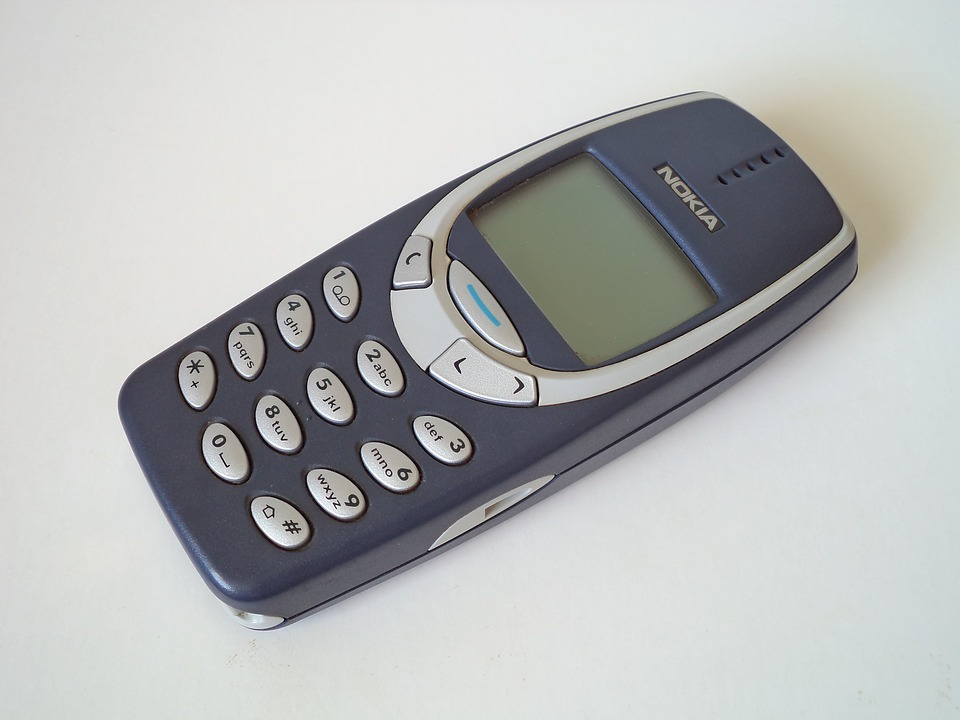 NOKIA
C
1
2 abc
def 3
4 ghi
5 jkl
mno 6
7 pqrs
8 tuv
wxyz 9
* +
0
#